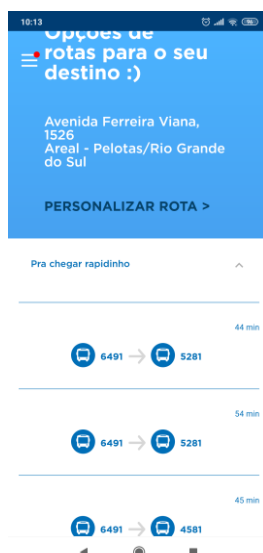 10:13
Opções de
rotas para o seu
destino :)
Avenida Ferreira Viana,
1526
Areal - Pelotas/Rio Grande
do Sul
PERSONALIZAR ROTA >
Pra chegar rapidinho
44 min
6491 → 5281
54 min
6491 → 5281
45 min
6491 → 4581